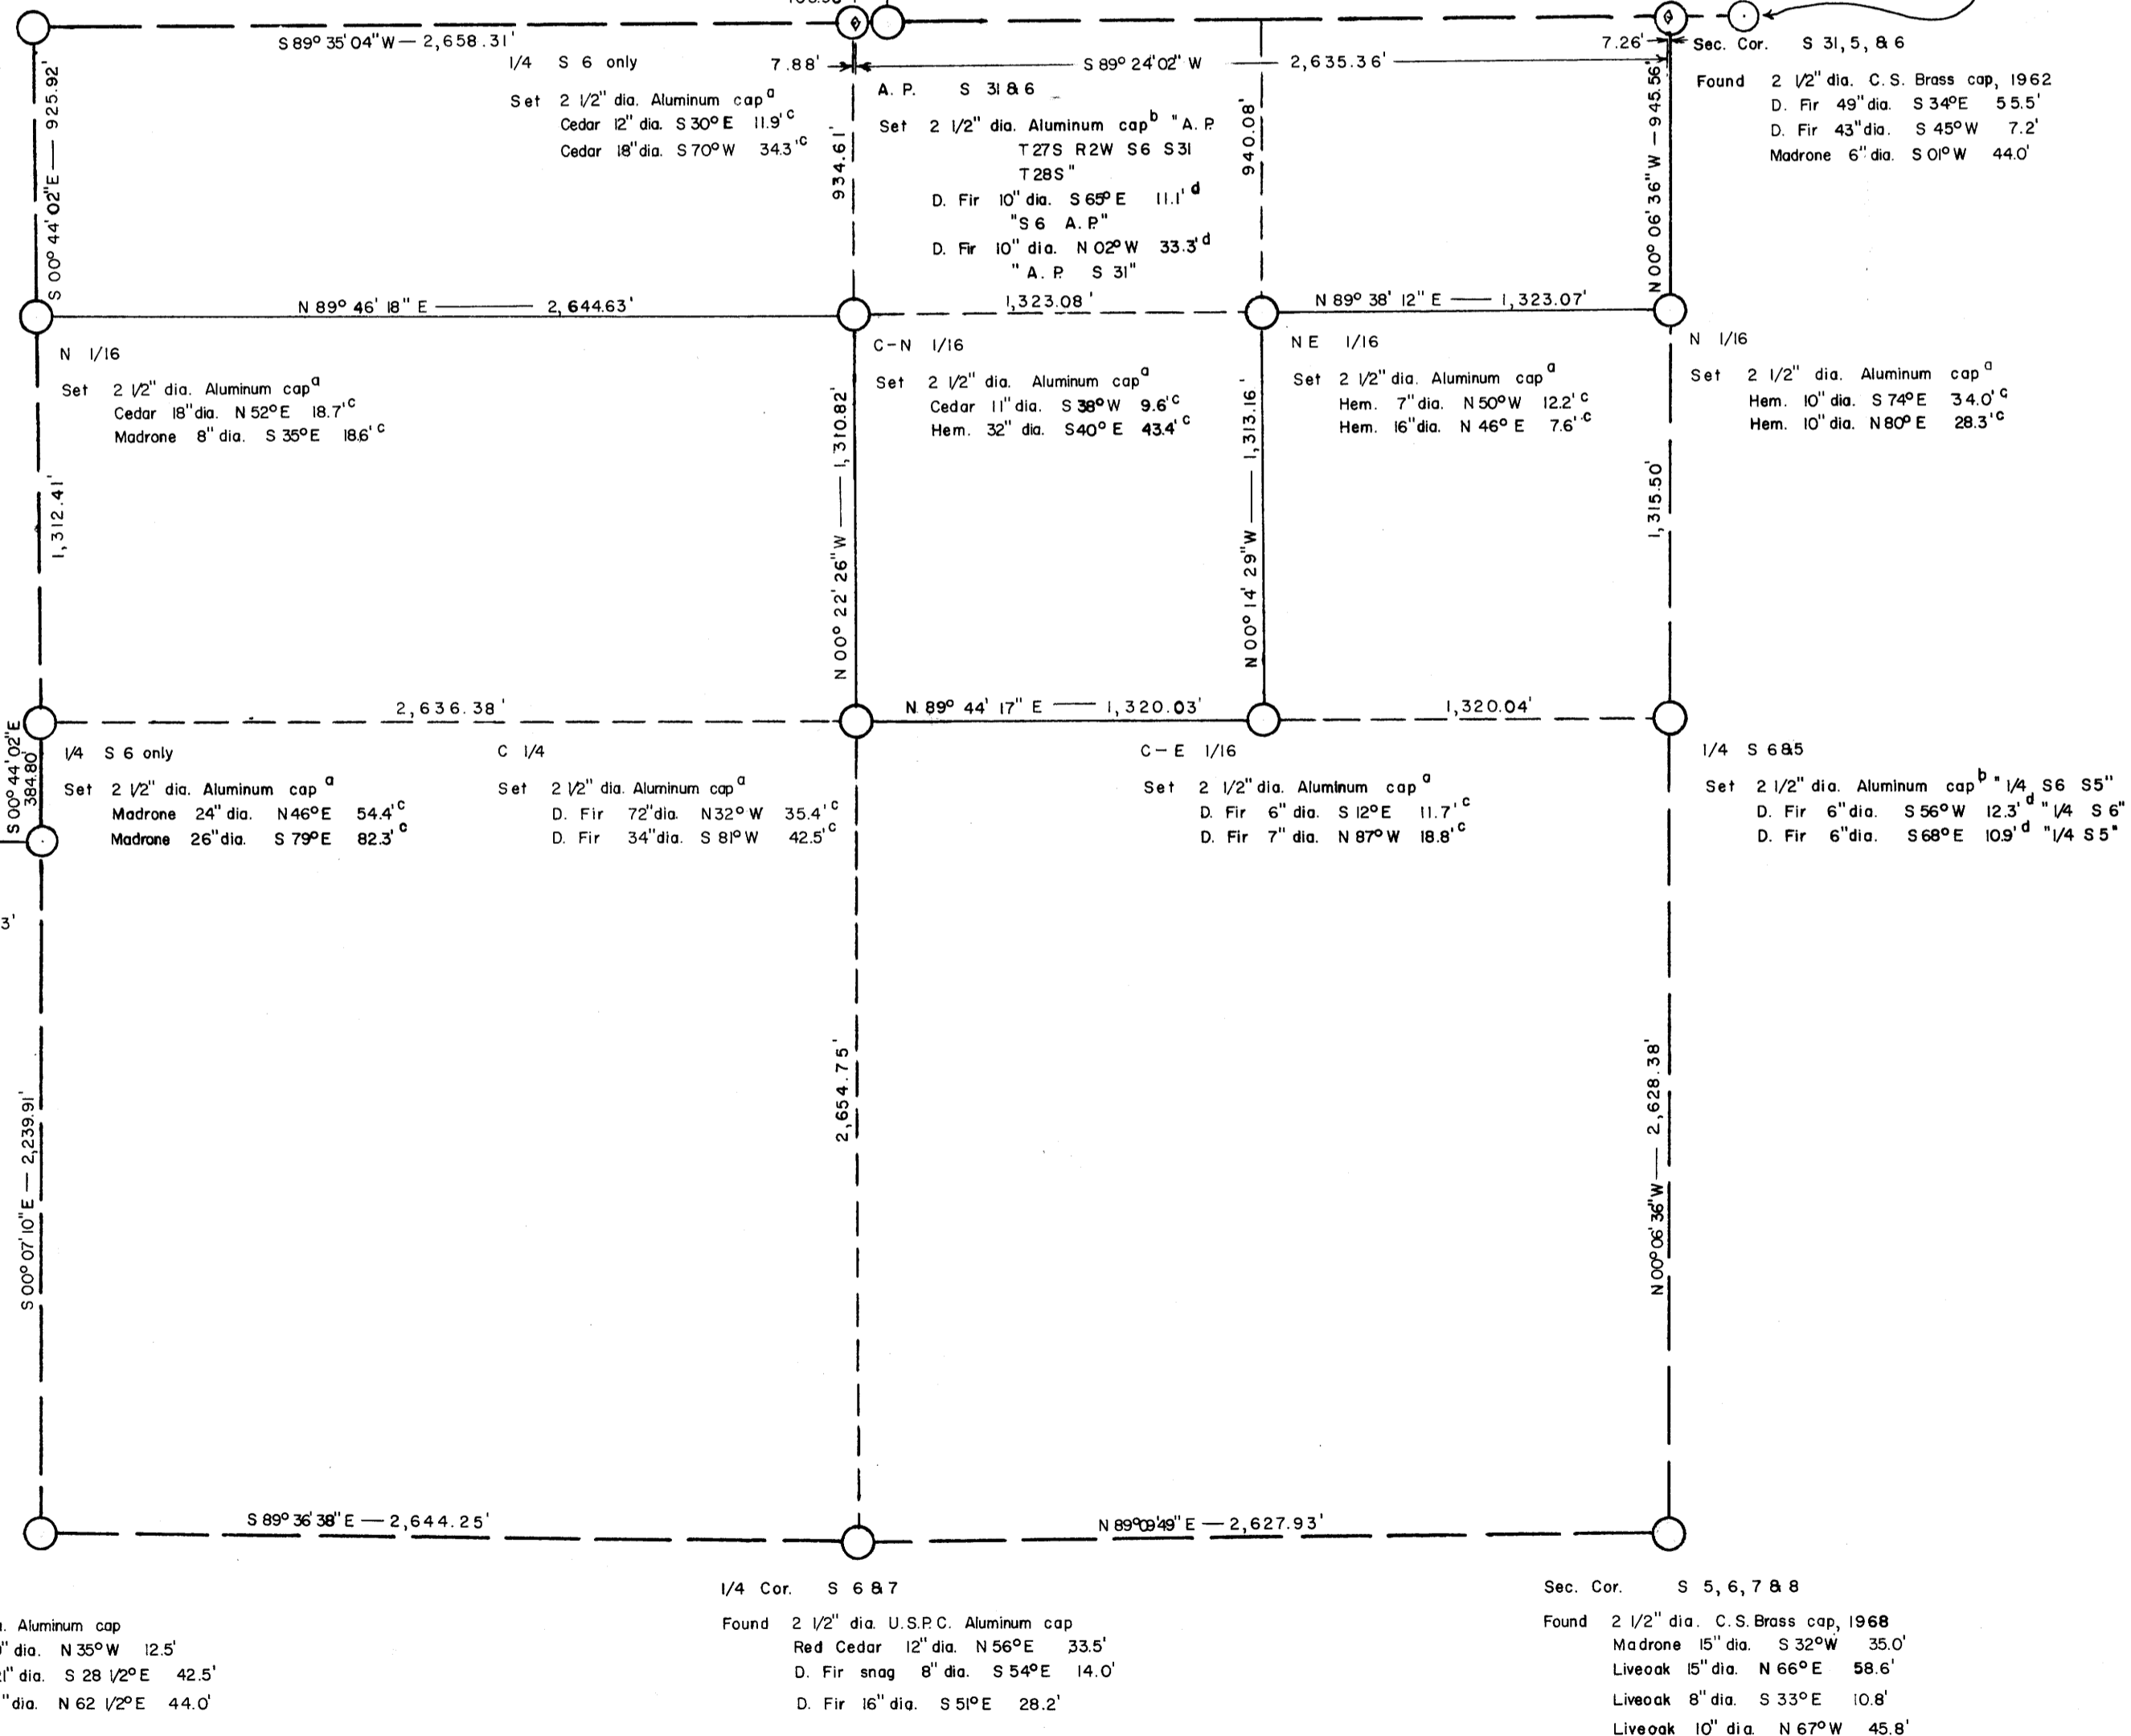 S 89° 35' 04" W — 2,658.31'
7.88'
S 89° 24' 02" W — 2,635.36'
7.26'
1/4 S 6 only
Set 2 1/2" dia. Aluminum cap a
Cedar 12" dia. S 30° E 11.9' c
Cedar 18" dia. S 70° W 34.3' c
A. P. S 31 & 6
Set 2 1/2" dia. Aluminum cap b "A. P.
T 27S R 2W S6 S31
T 28S"
D. Fir 10" dia. S 65° E 11.1' d
"S 6 A. P."
D. Fir 10" dia. N 02° W 33.3' d
"A. P. S 31"
Sec. Cor. S 31, 5, & 6
Found 2 1/2" dia. C. S. Brass cap, 1962
D. Fir 49" dia. S 34° E 55.5'
D. Fir 43" dia. S 45° W 7.2'
Madrone 6" dia. S 01° W 44.0'
S 00° 44' 02" E — 925.92'
934.61'
940.08'
N 00° 06' 36" W — 945.56'
N 89° 46' 18" E — 2,644.63'
1,323.08'
N 89° 38' 12" E — 1,323.07'
N 1/16
Set 2 1/2" dia. Aluminum cap a
Cedar 18" dia. N 52° E 18.7' c
Madrone 8" dia. S 35° E 18.6' c
C - N 1/16
Set 2 1/2" dia. Aluminum cap a
Cedar 11" dia. S 38° W 9.6' c
Hem. 32" dia. S 40° E 43.4' c
NE 1/16
Set 2 1/2" dia. Aluminum cap a
Hem. 7" dia. N 50° W 12.2' c
Hem. 16" dia. N 46° E 7.6' c
N 1/16
Set 2 1/2" dia. Aluminum cap a
Hem. 10" dia. S 74° E 34.0' c
Hem. 10" dia. N 80° E 28.3' c
1,312.41'
N 00° 22' 26" W — 1,310.82'
N 00° 14' 29" W — 1,313.16'
1,315.50'
2,636.38'
N 89° 44' 17" E — 1,320.03'
1,320.04'
S 00° 44' 02" E
384.80'
1/4 S 6 only
Set 2 1/2" dia. Aluminum cap a
Madrone 24" dia. N 46° E 54.4' c
Madrone 26" dia. S 79° E 82.3' c
C 1/4
Set 2 1/2" dia. Aluminum cap a
D. Fir 72" dia. N 32° W 35.4' c
D. Fir 34" dia. S 81° W 42.5' c
C - E 1/16
Set 2 1/2" dia. Aluminum cap a
D. Fir 6" dia. S 12° E 11.7' c
D. Fir 7" dia. N 87° W 18.8' c
1/4 S 6 & 5
Set 2 1/2" dia. Aluminum cap b "1/4 S6 S5"
D. Fir 6" dia. S 56° W 12.3' d "1/4 S 6"
D. Fir 6" dia. S 68° E 10.9' d "1/4 S 5"
3'
S 00° 07' 10" E — 2,239.91'
2,654.75'
N 00° 06' 36" W — 2,628.38'
S 89° 36' 38" E — 2,644.25'
N 89° 09' 49" E — 2,627.93'
. Aluminum cap
" dia. N 35° W 12.5'
1" dia. S 28 1/2° E 42.5'
" dia. N 62 1/2° E 44.0'
1/4 Cor. S 6 & 7
Found 2 1/2" dia. U.S.P.C. Aluminum cap
Red Cedar 12" dia. N 56° E 33.5'
D. Fir snag 8" dia. S 54° E 14.0'
D. Fir 16" dia. S 51° E 28.2'
Sec. Cor. S 5, 6, 7 & 8
Found 2 1/2" dia. C. S. Brass cap, 1968
Madrone 15" dia. S 32° W 35.0'
Liveoak 15" dia. N 66° E 58.6'
Liveoak 8" dia. S 33° E 10.8'
Liveoak 10" dia. N 67° W 45.8'